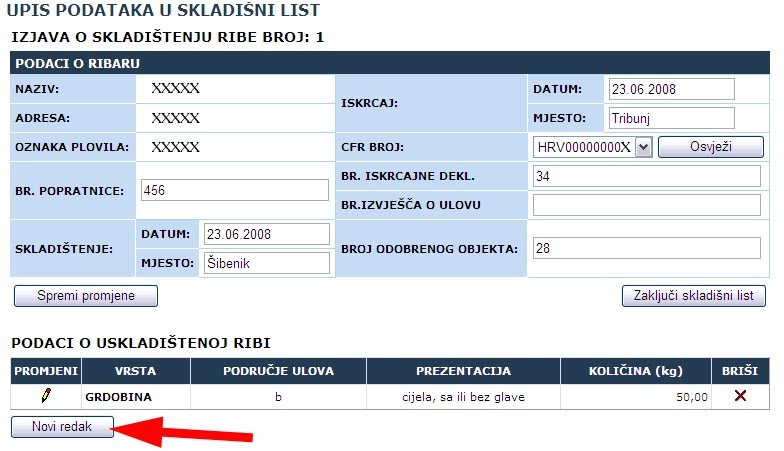 UPIS PODATAKA U SKLADIŠNI LIST
IZJAVA O SKLADIŠTENJU RIBE BROJ: 1
PODACI O RIBARU
NAZIV: XXXXX
ADRESA: XXXXX
OZNAKA PLOVILA: XXXXX
ISKRCAJ: DATUM: 23.06.2008
MJESTO: Tribunj
CFR BROJ: HRV00000000X Osvježi
BR. POPRATNICE: 456
BR. ISKRCAJNE DEKL. 34
BR.IZVJEŠČA O ULOVU
SKLADIŠTENJE: DATUM: 23.06.2008
MJESTO: Šibenik
BROJ ODOBRENOG OBJEKTA: 28
Spremi promjene Zaključi skladišni list
PODACI O USKLADIŠTENOJ RIBI
PROMJENI VRSTA PODRUČJE ULOVA PREZENTACIJA KOLIČINA (kg) BRIŠI
GRDOBINA b cijela, sa ili bez glave 50,00
Novi redak